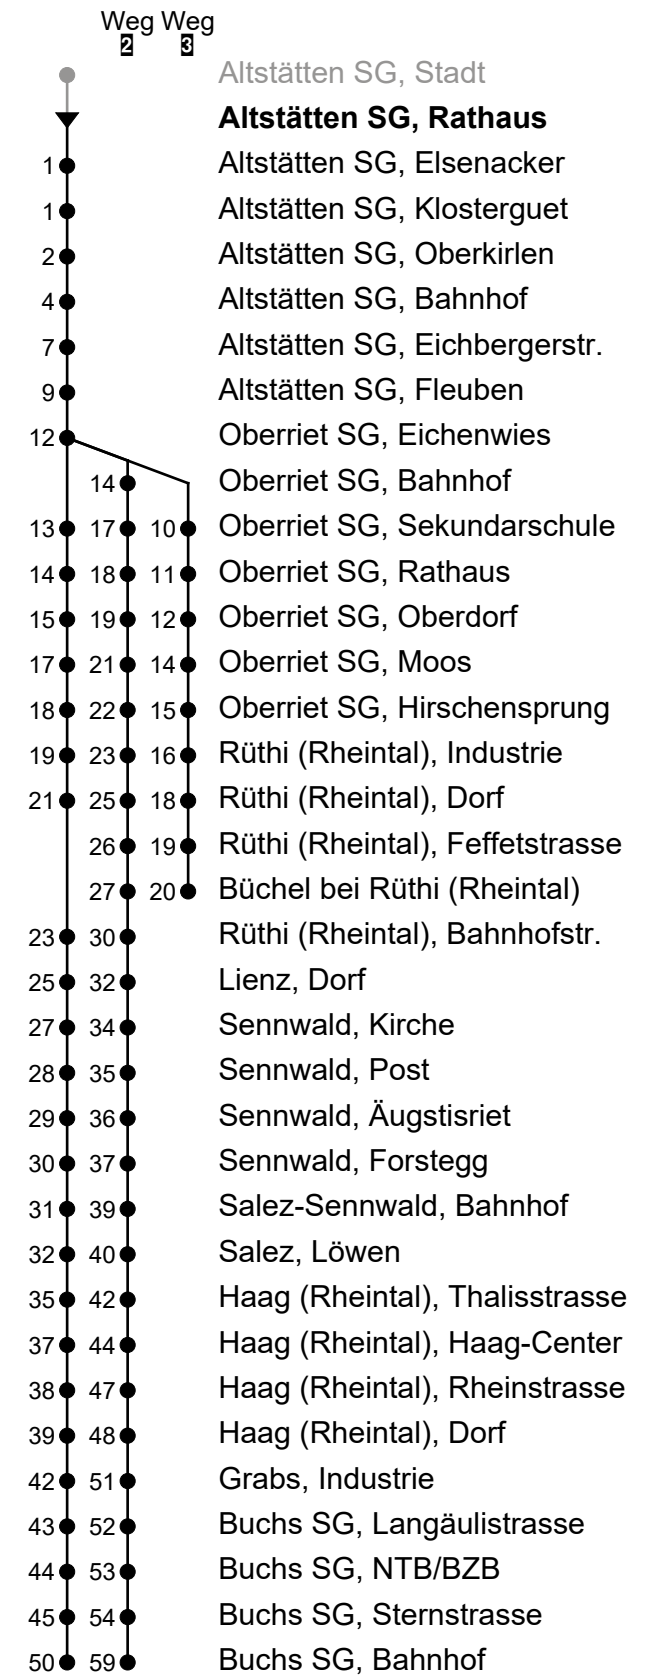 Weg Weg
2 3
Altstätten SG, Stadt
Altstätten SG, Rathaus
1 Altstätten SG, Elsenacker
1 Altstätten SG, Klosterguet
2 Altstätten SG, Oberkirlen
4 Altstätten SG, Bahnhof
7 Altstätten SG, Eichbergerstr.
9 Altstätten SG, Fleuben
12 Oberriet SG, Eichenwies
14 Oberriet SG, Bahnhof
13 17 10 Oberriet SG, Sekundarschule
14 18 11 Oberriet SG, Rathaus
15 19 12 Oberriet SG, Oberdorf
17 21 14 Oberriet SG, Moos
18 22 15 Oberriet SG, Hirschensprung
19 23 16 Rüthi (Rheintal), Industrie
21 25 18 Rüthi (Rheintal), Dorf
26 19 Rüthi (Rheintal), Feffetstrasse
27 20 Büchel bei Rüthi (Rheintal)
23 30 Rüthi (Rheintal), Bahnhofstr.
25 32 Lienz, Dorf
27 34 Sennwald, Kirche
28 35 Sennwald, Post
29 36 Sennwald, Äugstisriet
30 37 Sennwald, Forstegg
31 39 Salez-Sennwald, Bahnhof
32 40 Salez, Löwen
35 42 Haag (Rheintal), Thalisstrasse
37 44 Haag (Rheintal), Haag-Center
38 47 Haag (Rheintal), Rheinstrasse
39 48 Haag (Rheintal), Dorf
42 51 Grabs, Industrie
43 52 Buchs SG, Langäulistrasse
44 53 Buchs SG, NTB/BZB
45 54 Buchs SG, Sternstrasse
50 59 Buchs SG, Bahnhof